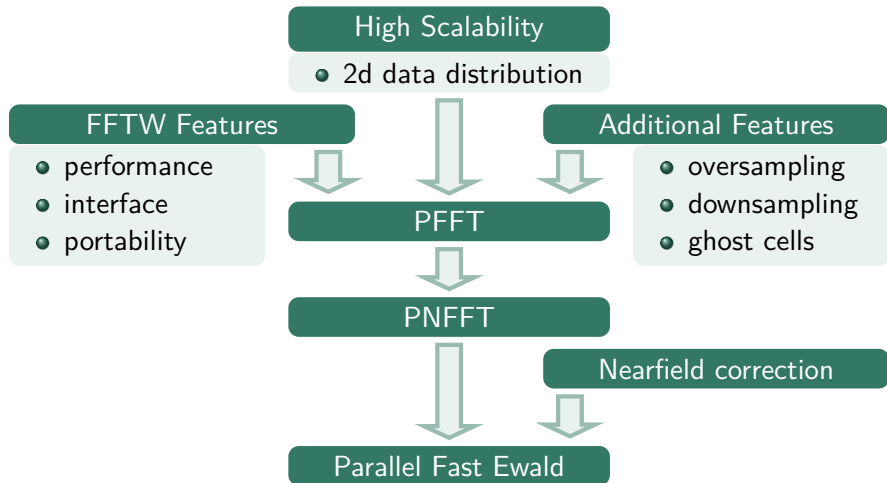 High Scalability
2d data distribution
FFTW Features
performance
interface
portability
Additional Features
oversampling
downsampling
ghost cells
PFFT
PNFFT
Nearfield correction
Parallel Fast Ewald